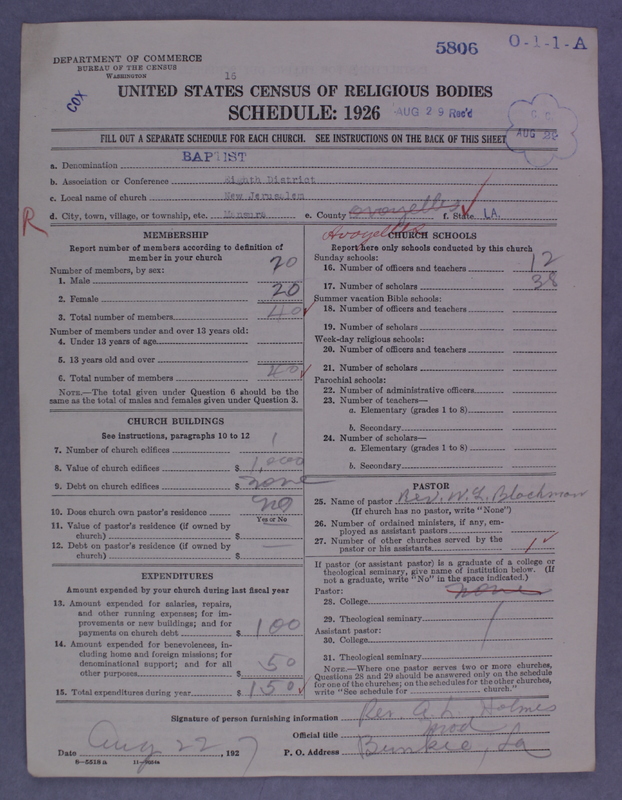 5806 0-1-1-A
DEPARTMENT OF COMMERCE
BUREAU OF THE CENSUS
WASHINGTON
16
COX
UNITED STATES CENSUS OF RELIGIOUS BODIES
SCHEDULE: 1926
AUG 29 Rec'd
AUG 29
FILL OUT A SEPARATE SCHEDULE FOR EACH CHURCH. SEE INSTRUCTIONS ON THE BACK OF THIS SHEET
a. Denomination BAPTIST
b. Association or Conference Eighth District
c. Local name of church New Jerusalem
d. City, town, village, or township, etc. Mansura e. County Avoyelles f. State LA.
R
Avoyelles
MEMBERSHIP
Report number of members according to definition of
member in your church
Number of members, by sex:
1. Male 20
2. Female 20
3. Total number of members 40
Number of members under and over 13 years old:
4. Under 13 years of age
5. 13 years old and over
6. Total number of members 40
NOTE.—The total given under Question 6 should be the
same as the total of males and females given under Question 3.
CHURCH BUILDINGS
See instructions, paragraphs 10 to 12
7. Number of church edifices 1
8. Value of church edifices $ 1,000
9. Debt on church edifices $ none
10. Does church own pastor's residence no
Yes or No
11. Value of pastor's residence (if owned by
church) $
12. Debt on pastor's residence (if owned by
church) $
EXPENDITURES
Amount expended by your church during last fiscal year
13. Amount expended for salaries, repairs,
and other running expenses; for im-
provements or new buildings; and for
payments on church debt $ 100
14. Amount expended for benevolences, in-
cluding home and foreign missions; for
denominational support; and for all
other purposes $ 50
15. Total expenditures during year $ 150
CHURCH SCHOOLS
Report here only schools conducted by this church
Sunday schools:
16. Number of officers and teachers 12
17. Number of scholars 38
Summer vacation Bible schools:
18. Number of officers and teachers
19. Number of scholars
Week-day religious schools:
20. Number of officers and teachers
21. Number of scholars
Parochial schools:
22. Number of administrative officers
23. Number of teachers—
a. Elementary (grades 1 to 8)
b. Secondary
24. Number of scholars—
a. Elementary (grades 1 to 8)
b. Secondary
PASTOR
25. Name of pastor Rev. W. L. Blackman
(If church has no pastor, write "None")
26. Number of ordained ministers, if any, em-
ployed as assistant pastors
27. Number of other churches served by the
pastor or his assistants 1
If pastor (or assistant pastor) is a graduate of a college or
theological seminary, give name of institution below. (If
not a graduate, write "No" in the space indicated.)
Pastor: none
28. College
29. Theological seminary
Assistant pastor:
30. College
31. Theological seminary
NOTE.—Where one pastor serves two or more churches,
Questions 28 and 29 should be answered only on the schedule
for one of the churches; on the schedules for the other churches,
write "See schedule for church."
Signature of person furnishing information Rev. A. L. Holmes
Official title mod
Date Aug 22, 1927 P. O. Address Bunkie, La
8—5518 a